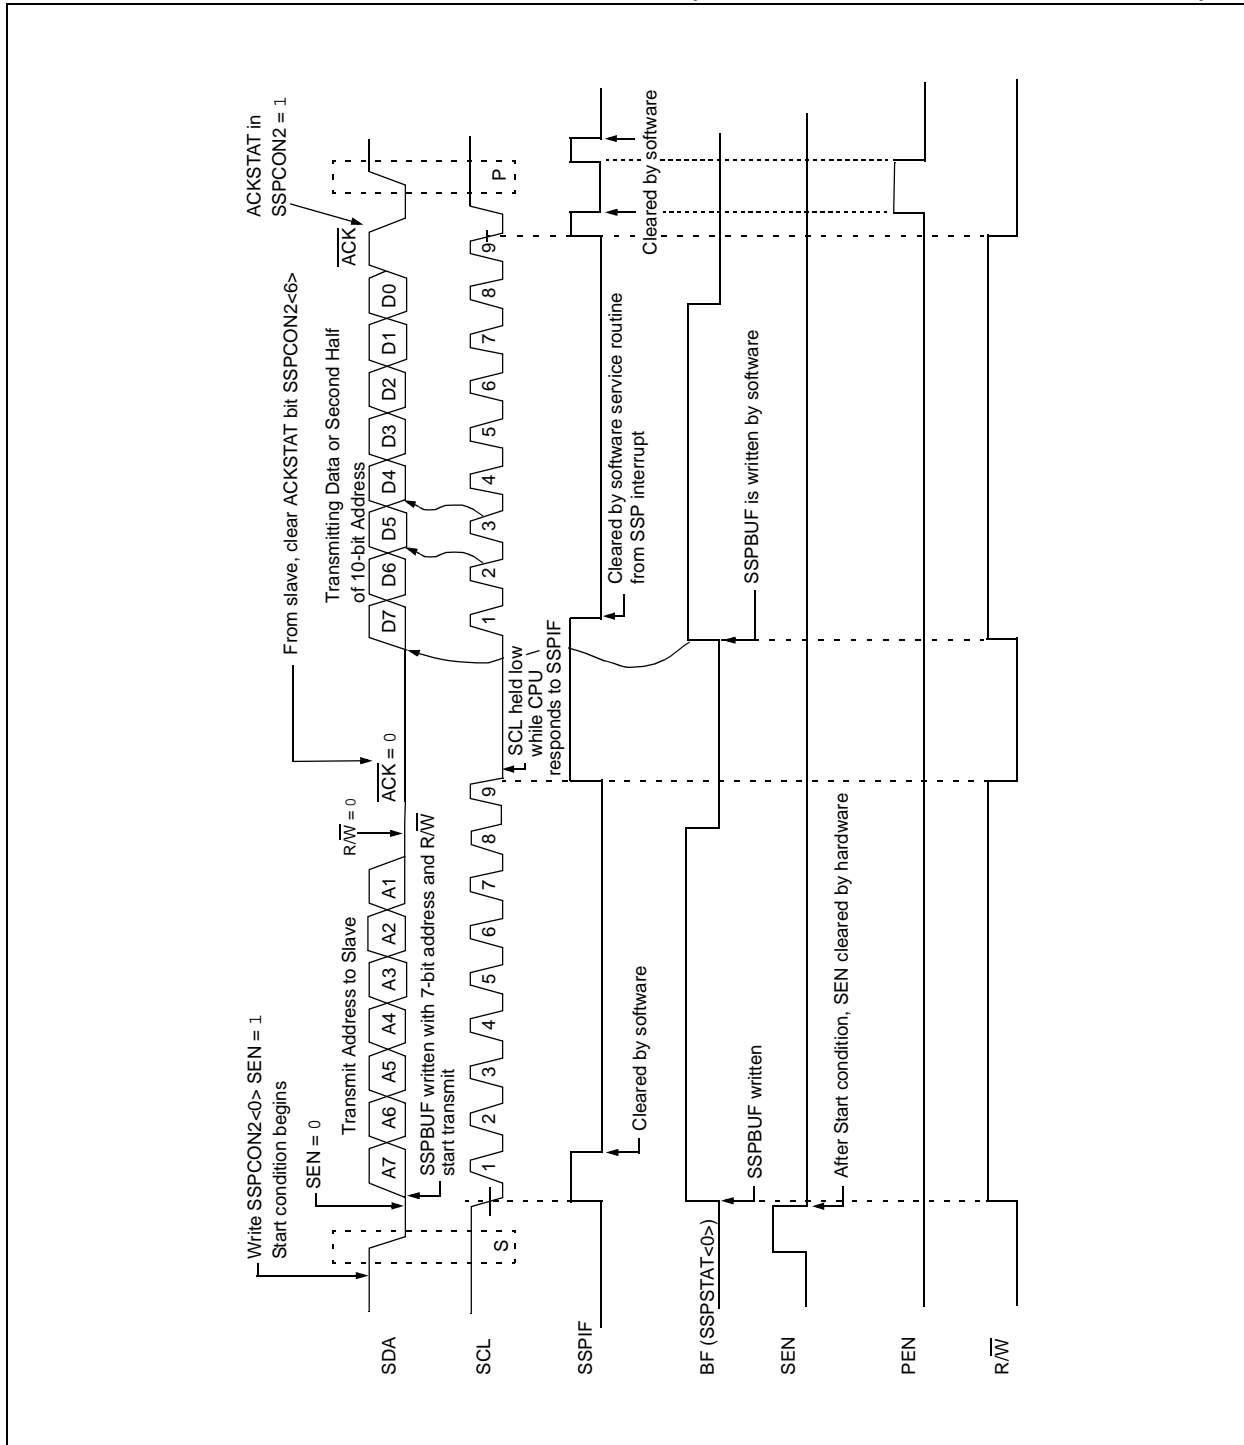 Write SSPCON2<0> SEN = 1
Start condition begins
From slave, clear ACKSTAT bit SSPCON2<6>
ACKSTAT in
SSPCON2 = 1
SEN = 0
Transmit Address to Slave
R/W = 0
ACK = 0
Transmitting Data or Second Half
of 10-bit Address
ACK
SDA
A7
A6
A5
A4
A3
A2
A1
D7
D6
D5
D4
D3
D2
D1
D0
SSPBUF written with 7-bit address and R/W
start transmit
SCL
S
1
2
3
4
5
6
7
8
9
1
2
3
4
5
6
7
8
9
P
SCL held low
while CPU
responds to SSPIF
SSPIF
Cleared by software
Cleared by software service routine
from SSP interrupt
Cleared by software
BF (SSPSTAT<0>)
SSPBUF written
SSPBUF is written by software
SEN
After Start condition, SEN cleared by hardware
PEN
R/W